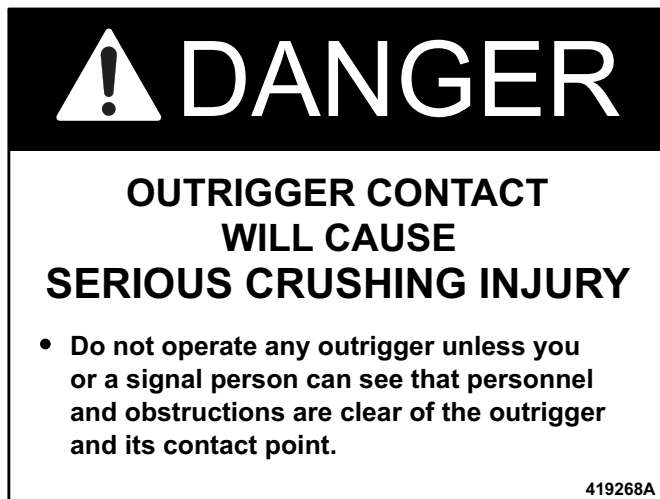 DANGER
OUTRIGGER CONTACT
WILL CAUSE
SERIOUS CRUSHING INJURY
• Do not operate any outrigger unless you
or a signal person can see that personnel
and obstructions are clear of the outrigger
and its contact point.
419268A